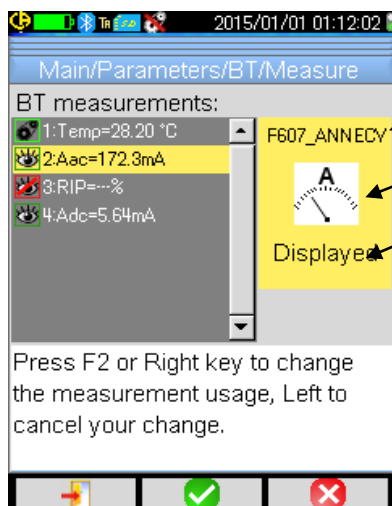 2015/01/01 01:12:02
Main/Parameters/BT/Measure
BT measurements:
1:Temp=28.20 °C
2:Aac=172.3mA
3:RIP=---%
4:Adc=5.64mA
F607_ANNECY
A
Displayed
Press F2 or Right key to change
the measurement usage, Left to
cancel your change.